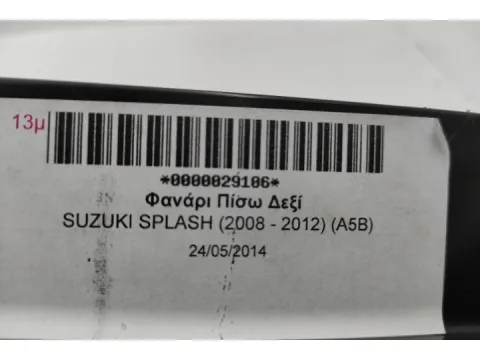 13μ
*0000029106*
Φανάρι Πίσω Δεξί
SUZUKI SPLASH (2008 - 2012) (A5B)
24/05/2014